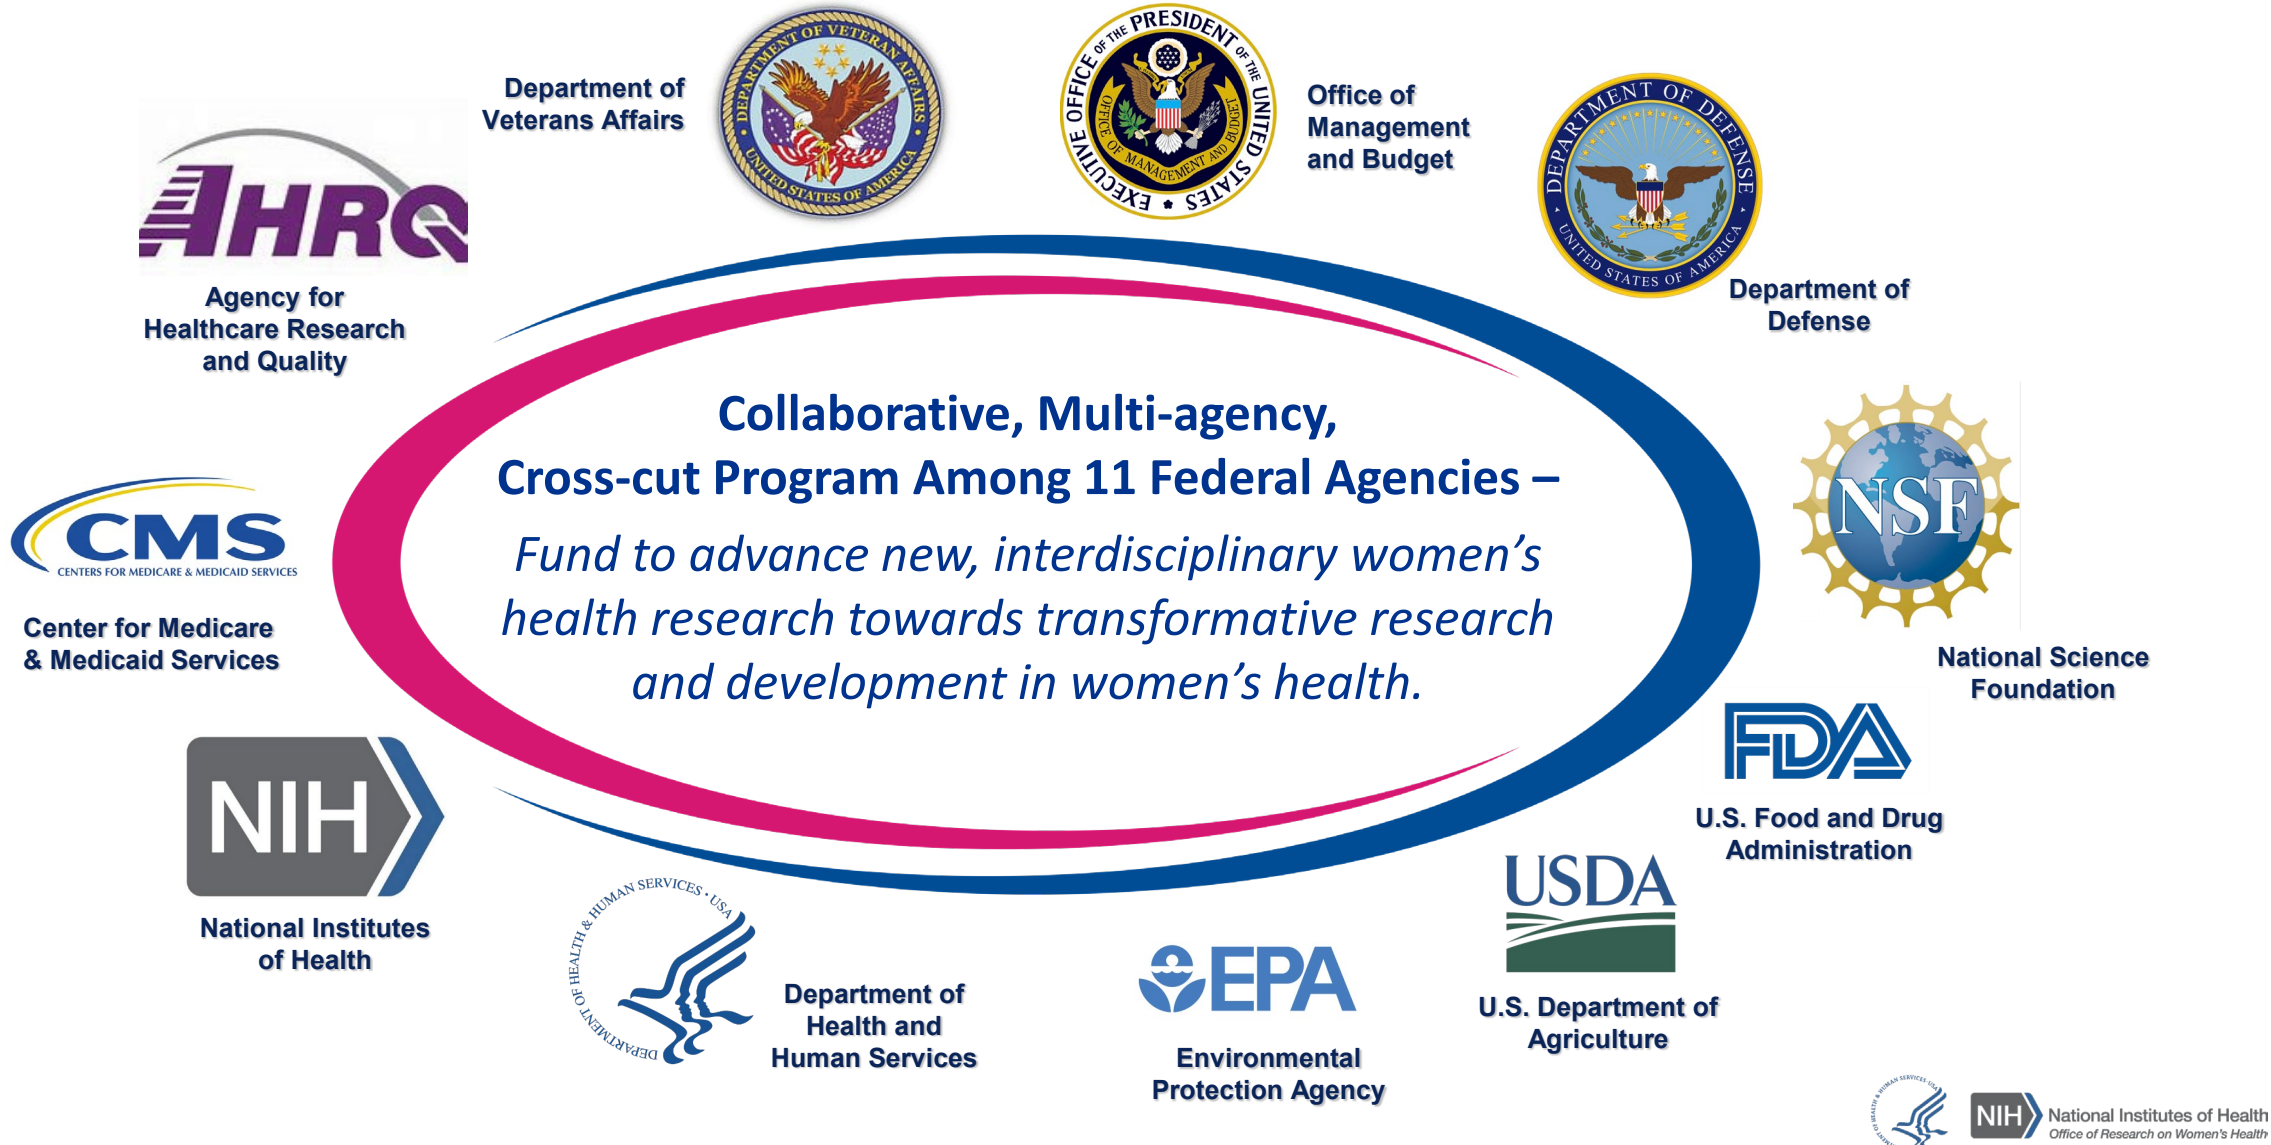 Department of
Veterans Affairs
DEPARTMENT OF VETERANS AFFAIRS
UNITED STATES OF AMERICA
EXECUTIVE OFFICE OF THE PRESIDENT OF THE UNITED STATES
OFFICE OF MANAGEMENT AND BUDGET
Office of
Management
and Budget
DEPARTMENT OF DEFENSE
UNITED STATES OF AMERICA
Department of
Defense
AHRQ
Agency for
Healthcare Research
and Quality
Collaborative, Multi-agency,
Cross-cut Program Among 11 Federal Agencies –
Fund to advance new, interdisciplinary women’s
health research towards transformative research
and development in women’s health.
CMS
CENTERS FOR MEDICARE & MEDICAID SERVICES
Center for Medicare
& Medicaid Services
NSF
National Science
Foundation
FDA
U.S. Food and Drug
Administration
NIH
National Institutes
of Health
DEPARTMENT OF HEALTH & HUMAN SERVICES • USA
Department of
Health and
Human Services
EPA
Environmental
Protection Agency
USDA
U.S. Department of
Agriculture
NIH
National Institutes of Health
Office of Research on Women's Health